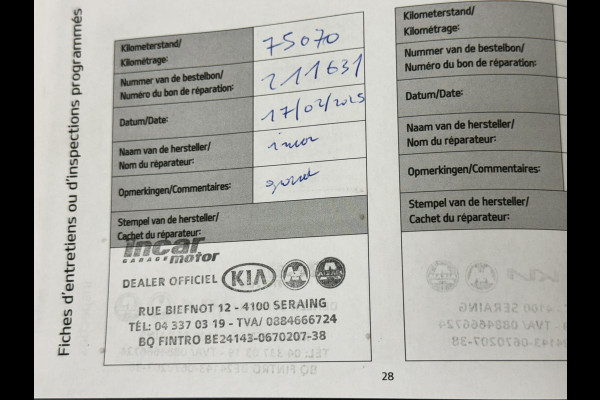 Fiches d'entretiens ou d'inspections programmés
Kilometerstand/
Kilométrage:
75070
Nummer van de bestelbon/
Numéro du bon de réparation:
211631
Datum/Date:
17/02/2025
Naam van de hersteller/
Nom du réparateur:
incar
Opmerkingen/Commentaires:
Stempel van de hersteller/
Cachet du réparateur:
incar
GARAGE motor
DEALER OFFICIEL KIA
RUE BIEFNOT 12 - 4100 SERAING
TÉL: 04 337 03 19 - TVA/ 0884666724
BQ FINTRO BE24143-0670207-38
28
Kilometerstand/
Kilométrage:
Nummer van de bestelbon/
Numéro du bon de réparation:
Datum/Date:
Naam van de hersteller/
Nom du réparateur:
Opmerkingen/Commentaires:
Stempel van de hersteller/
Cachet du réparateur: